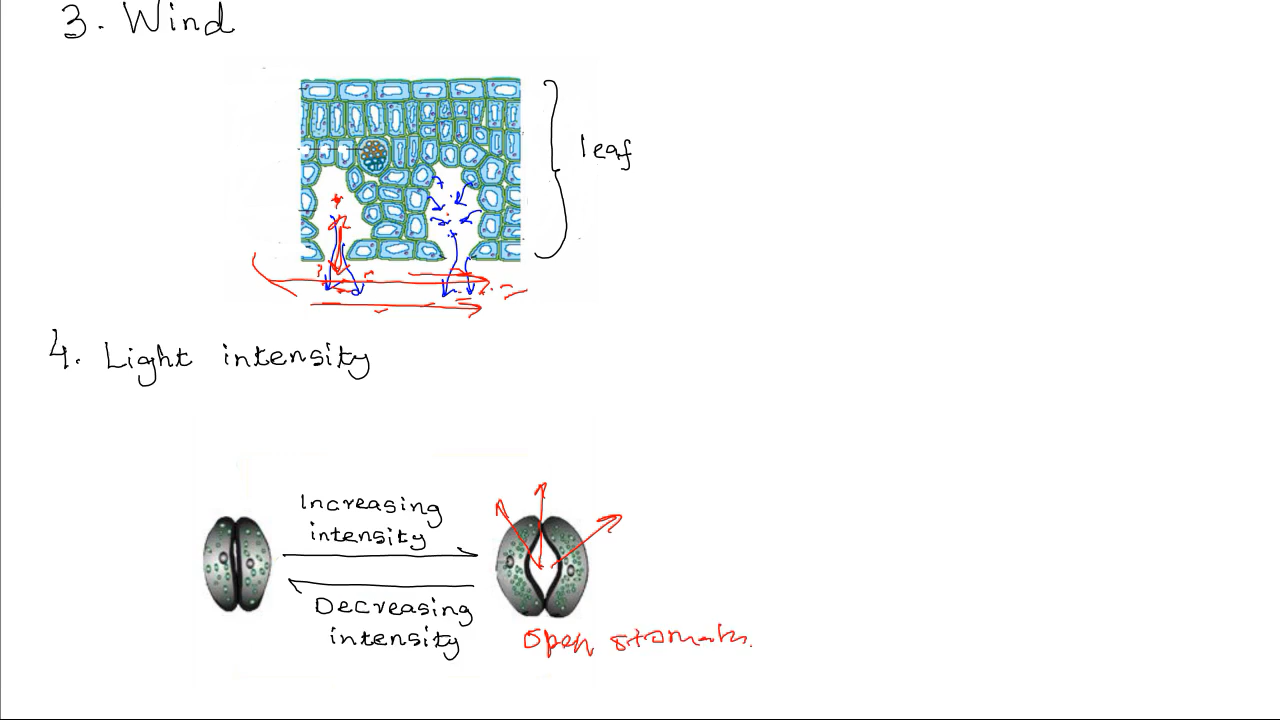 3. Wind
leaf
4. Light intensity
Increasing
intensity
Decreasing
intensity
Open stomata.